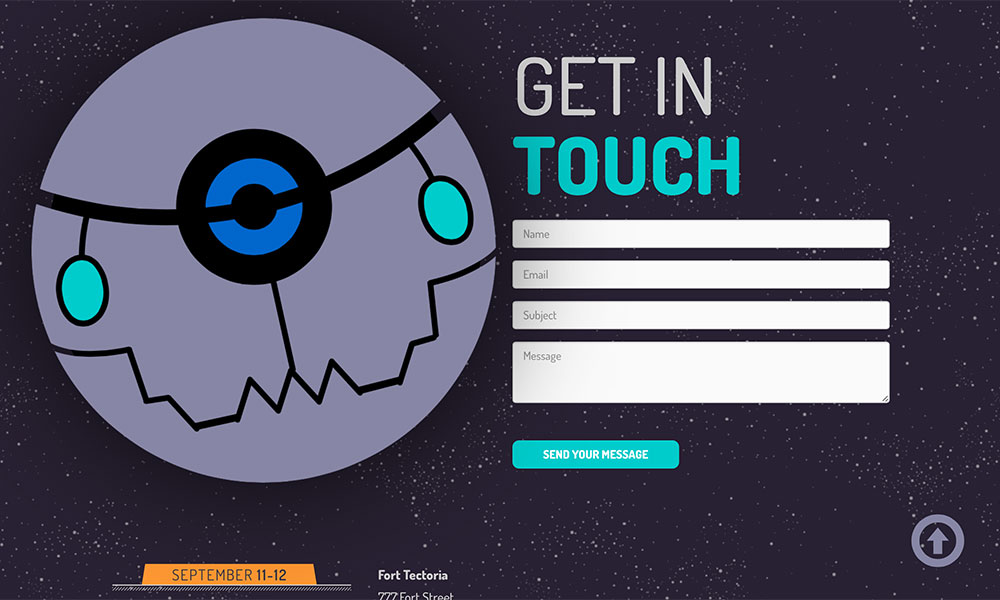 GET IN
TOUCH
Name
Email
Subject
Message
SEND YOUR MESSAGE
SEPTEMBER 11-12
Fort Tectoria
777 Fort Street